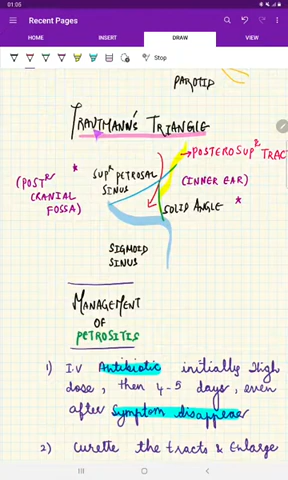 01:05
Recent Pages
HOME INSERT DRAW VIEW
Stop
PAROTID
TRAUTMANN'S TRIANGLE
POSTEROSUPR TRACT
(INNER EAR)
SUPR PETROSAL
SINUS
*
(POSTR
CRANIAL
FOSSA)
SOLID ANGLE *
SIGMOID
SINUS
MANAGEMENT
OF
PETROSITIS
1) I.V Antibiotic initially High
dose, then 4-5 days, even
after symptom disappear
2) Curette the tracts & Enlarge